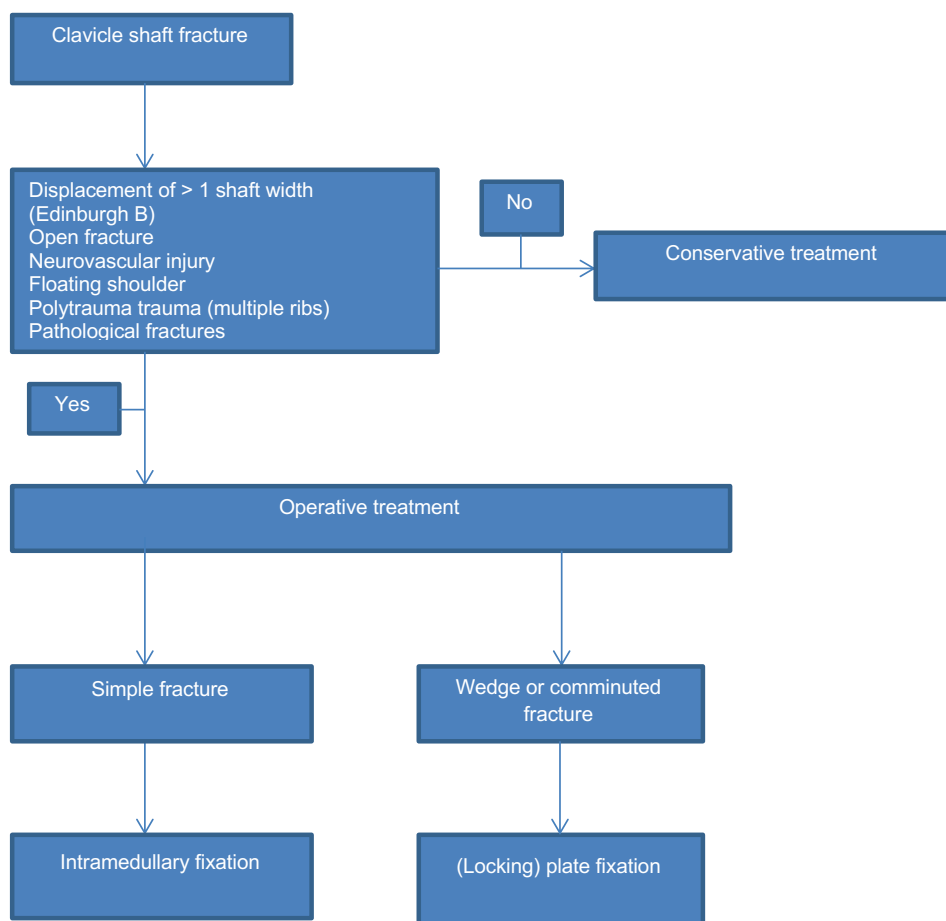 Clavicle shaft fracture
Displacement of > 1 shaft width
(Edinburgh B)
Open fracture
Neurovascular injury
Floating shoulder
Polytrauma trauma (multiple ribs)
Pathological fractures
No
Conservative treatment
Yes
Operative treatment
Simple fracture
Wedge or comminuted
fracture
Intramedullary fixation
(Locking) plate fixation